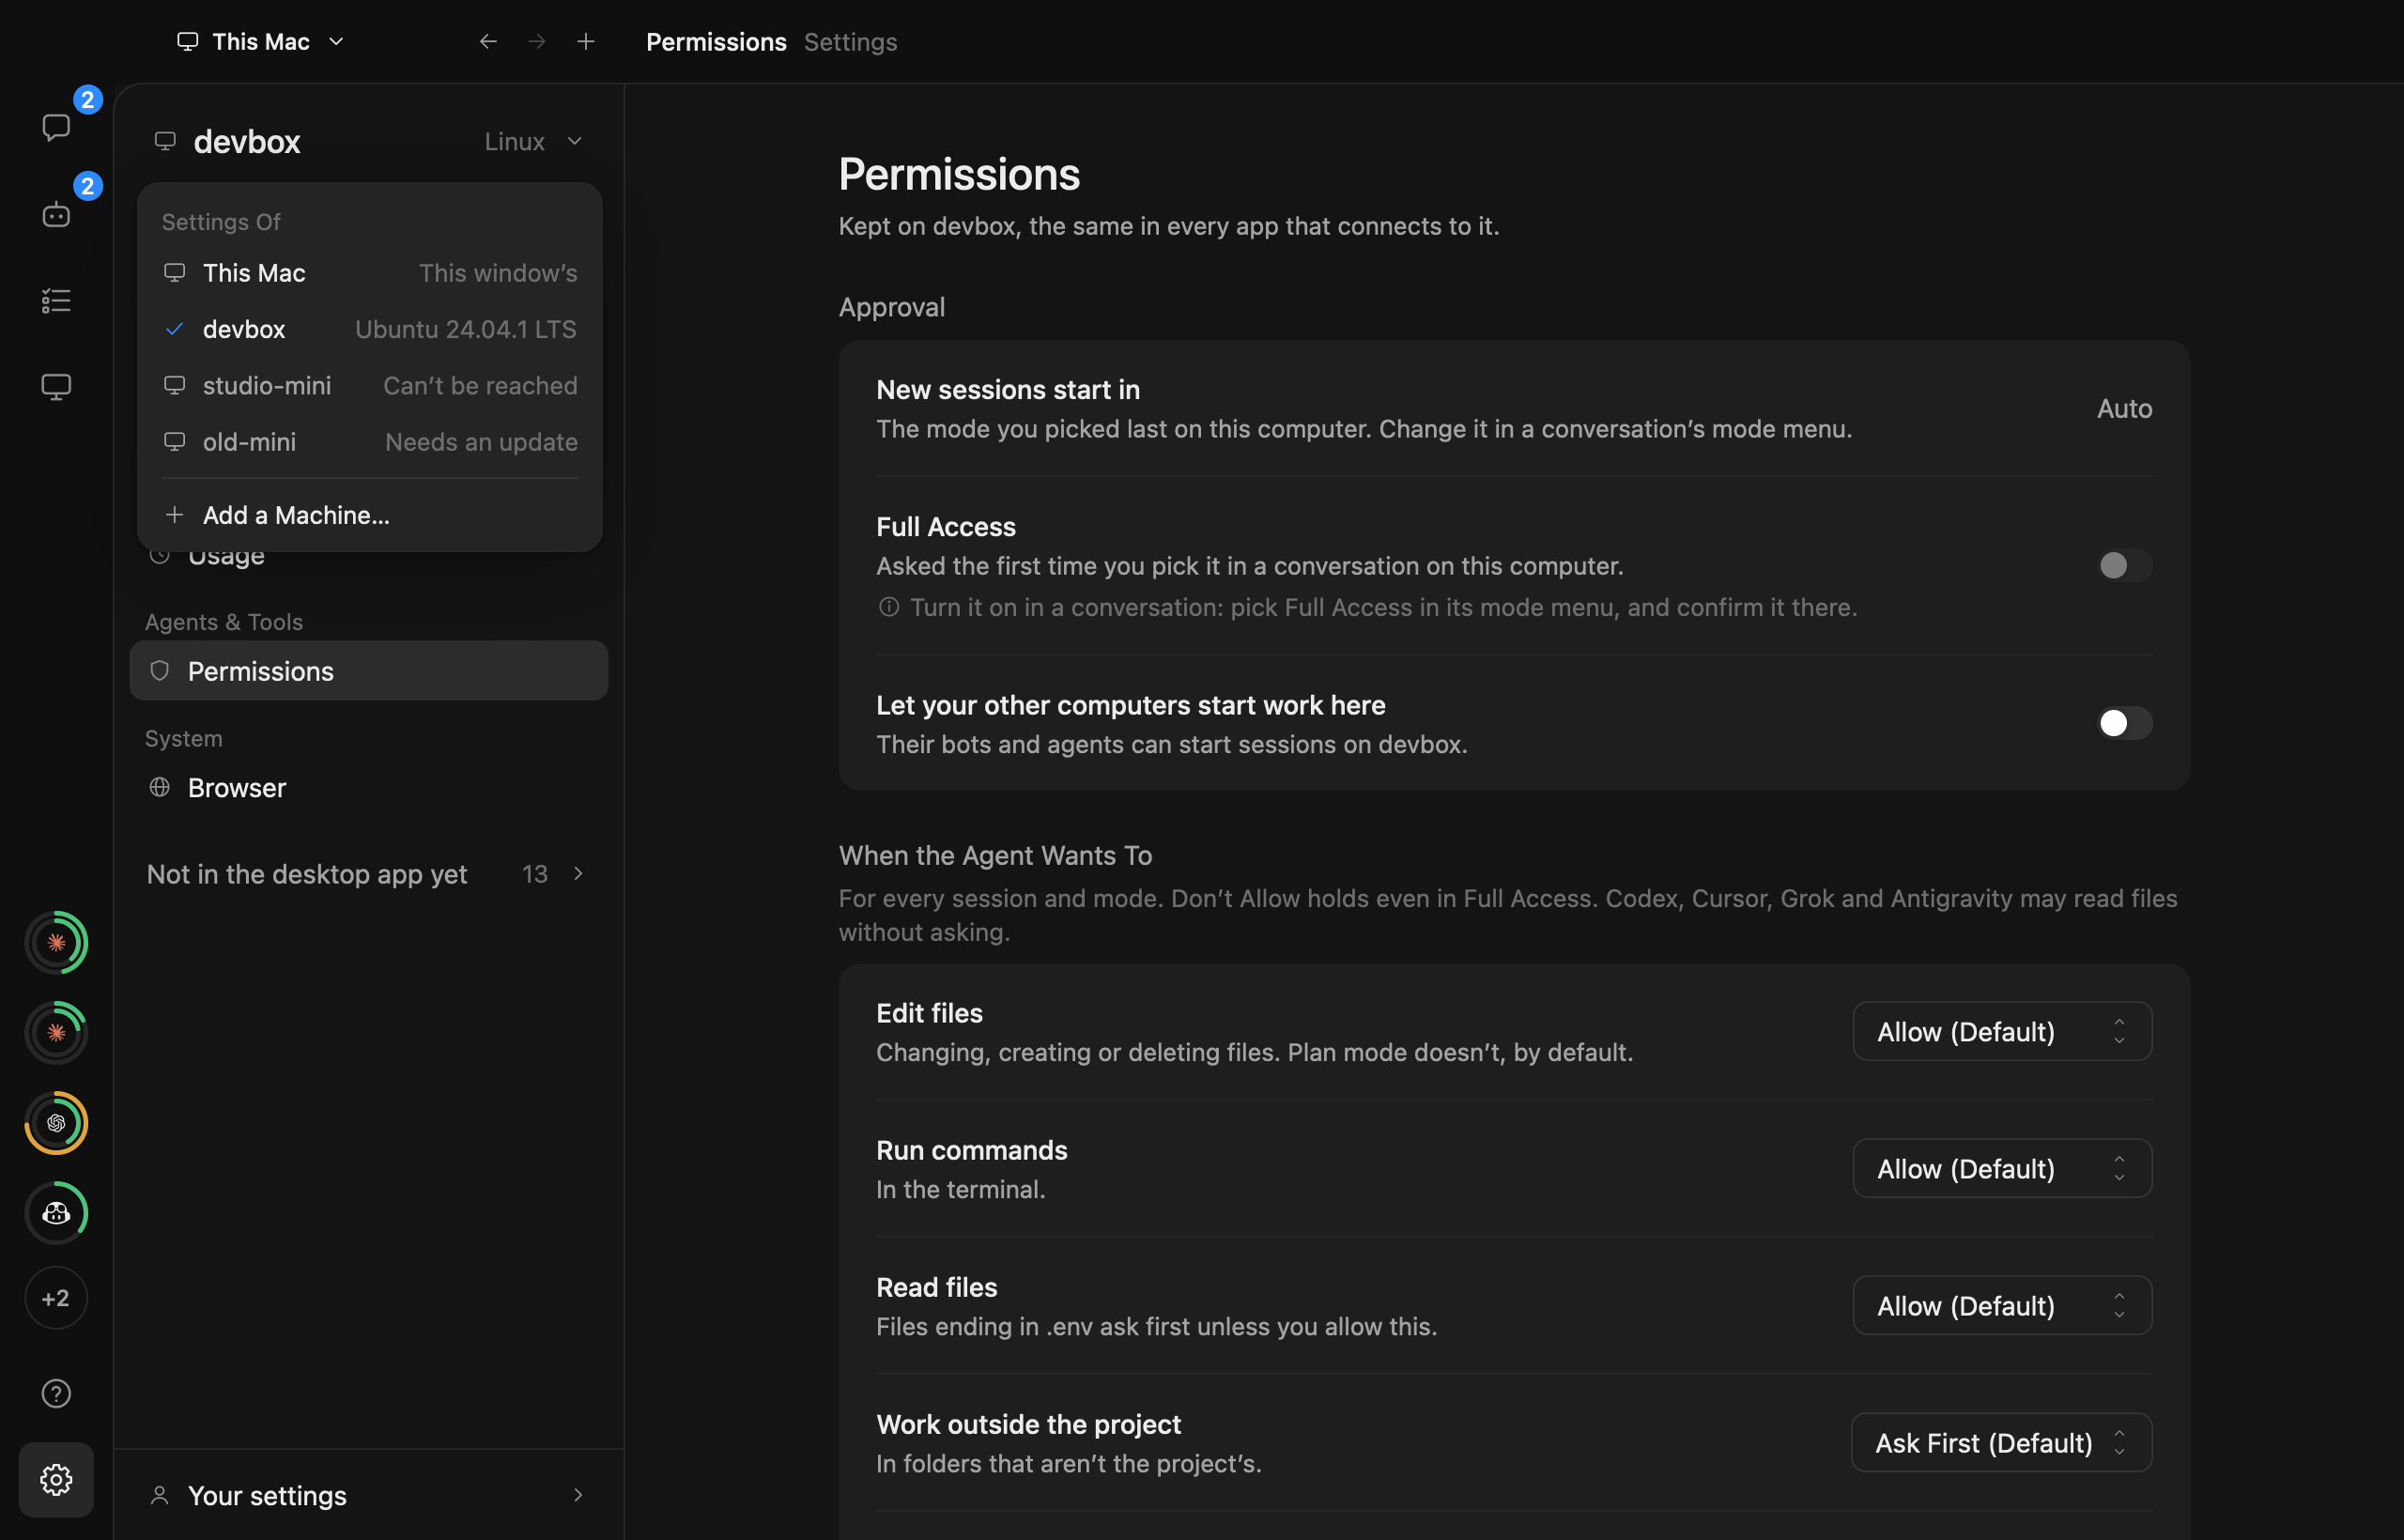 This Mac
Permissions Settings
2
2
devbox Linux
Settings Of
This Mac This window’s
devbox Ubuntu 24.04.1 LTS
studio-mini Can’t be reached
old-mini Needs an update
Add a Machine...
Usage
Agents & Tools
Permissions
System
Browser
Not in the desktop app yet 13
+2
Your settings
Permissions
Kept on devbox, the same in every app that connects to it.
Approval
New sessions start in
The mode you picked last on this computer. Change it in a conversation’s mode menu.
Auto
Full Access
Asked the first time you pick it in a conversation on this computer.
Turn it on in a conversation: pick Full Access in its mode menu, and confirm it there.
Let your other computers start work here
Their bots and agents can start sessions on devbox.
When the Agent Wants To
For every session and mode. Don’t Allow holds even in Full Access. Codex, Cursor, Grok and Antigravity may read files
without asking.
Edit files
Changing, creating or deleting files. Plan mode doesn’t, by default.
Allow (Default)
Run commands
In the terminal.
Allow (Default)
Read files
Files ending in .env ask first unless you allow this.
Allow (Default)
Work outside the project
In folders that aren’t the project’s.
Ask First (Default)